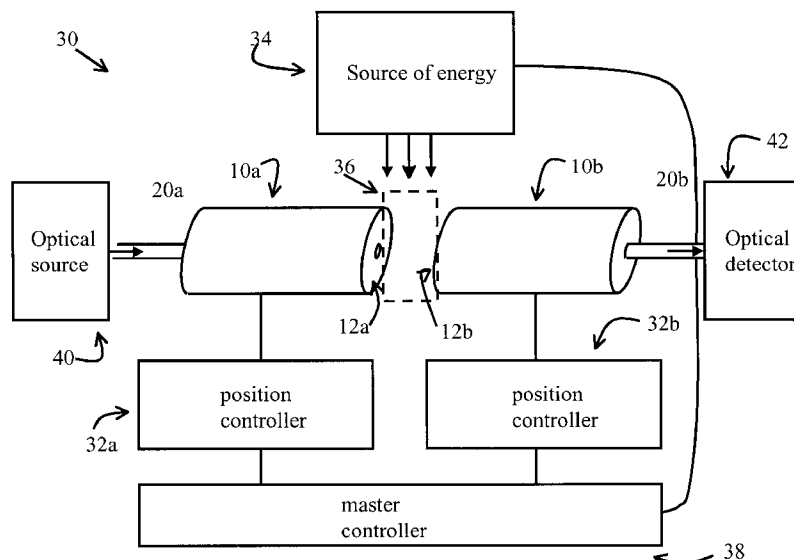 30
34
Source of energy
42
36
10a
10b
20a
20b
Optical
source
Optical
detector
12a
12b
32b
40
position
controller
position
controller
32a
master
controller
38